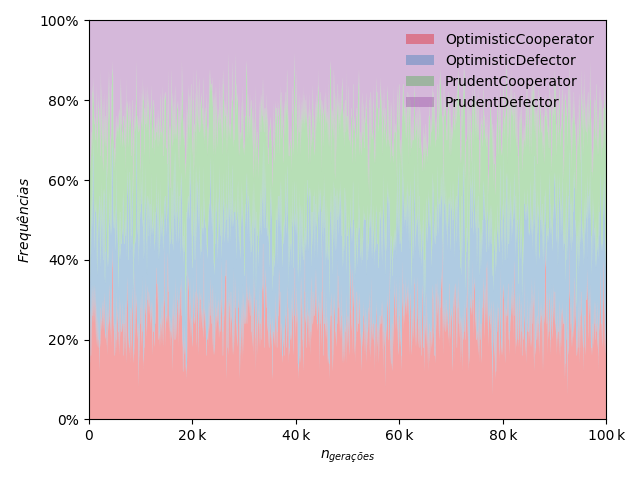 100%
80%
60%
40%
20%
0%
Frequências
OptimisticCooperator
OptimisticDefector
PrudentCooperator
PrudentDefector
0 20 k 40 k 60 k 80 k 100 k
n_gerações